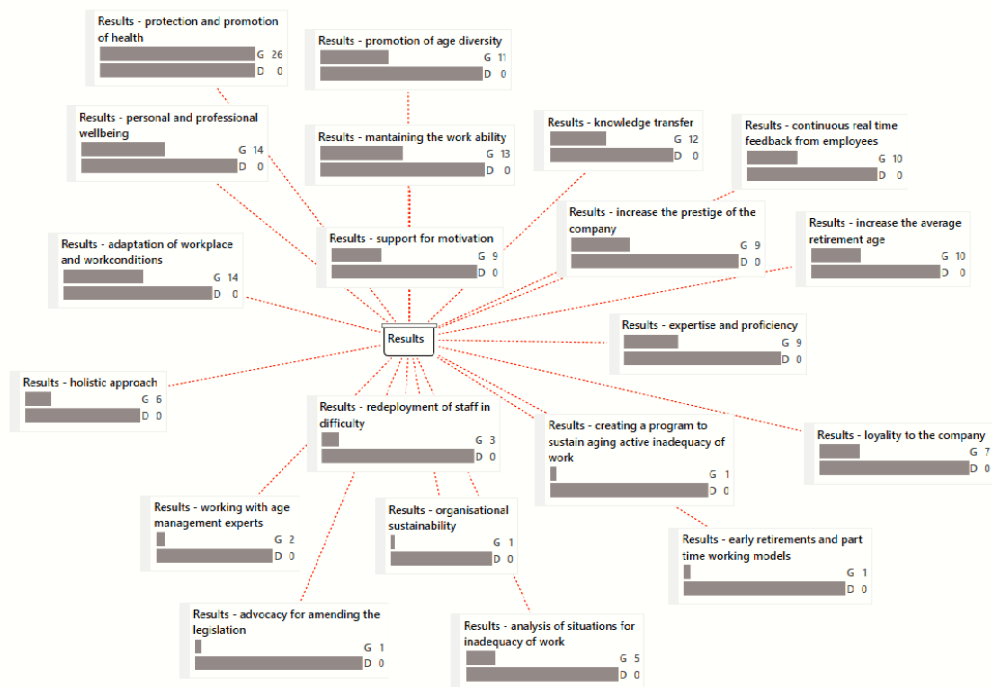 Results - protection and promotion
of health
G 26
D 0
Results - promotion of age diversity
G 11
D 0
Results - personal and professional
wellbeing
G 14
D 0
Results - mantaining the work ability
G 13
D 0
Results - knowledge transfer
G 12
D 0
Results - continuous real time
feedback from employees
G 10
D 0
Results - adaptation of workplace
and workconditions
G 14
D 0
Results - support for motivation
G 9
D 0
Results - increase the prestige of the
company
G 9
D 0
Results - increase the average
retirement age
G 10
D 0
Results
Results - expertise and proficiency
G 9
D 0
Results - holistic approach
G 6
D 0
Results - redeployment of staff in
difficulty
G 3
D 0
Results - creating a program to
sustain aging active inadequacy of
work
G 1
D 0
Results - loyality to the company
G 7
D 0
Results - working with age
management experts
G 2
D 0
Results - organisational
sustainability
G 1
D 0
Results - early retirements and part
time working models
G 1
D 0
Results - advocacy for amending the
legislation
G 1
D 0
Results - analysis of situations for
inadequacy of work
G 5
D 0